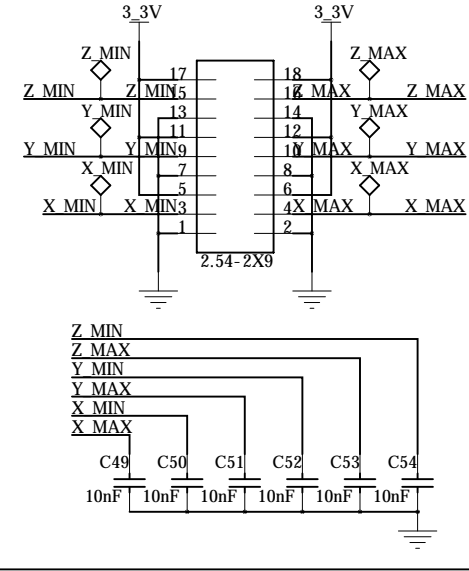 3_3V 3_3V
Z_MIN Z_MAX
17 18
Z_MIN Z_MIN 15 16 Z_MAX Z_MAX
Y_MIN 13 14 Y_MAX
11 12
Y_MIN Y_MIN 9 10 Y_MAX Y_MAX
X_MIN 7 8 X_MAX
5 6
X_MIN X_MIN 3 4 X_MAX X_MAX
1 2
2.54-2X9
Z_MIN
Z_MAX
Y_MIN
Y_MAX
X_MIN
X_MAX
C49 C50 C51 C52 C53 C54
10nF 10nF 10nF 10nF 10nF 10nF